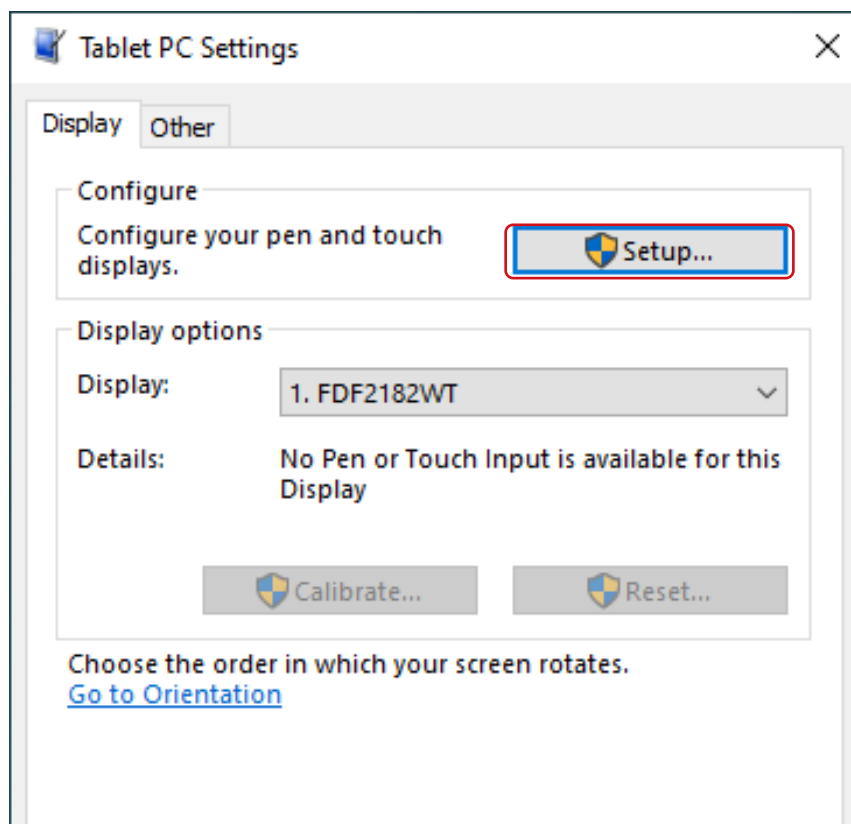 Tablet PC Settings
Display
Other
Configure
Configure your pen and touch
displays.
Setup...
Display options
Display:
1. FDF2182WT
Details:
No Pen or Touch Input is available for this
Display
Calibrate...
Reset...
Choose the order in which your screen rotates.
Go to Orientation